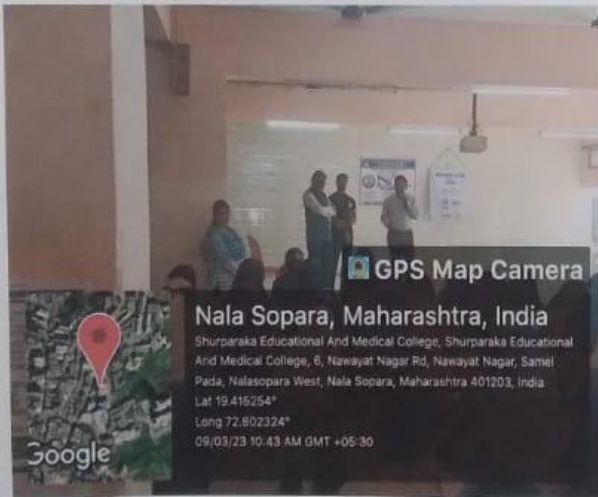 GPS Map Camera
Nala Sopara, Maharashtra, India
Shurparaka Educational And Medical College, Shurparaka Educational
And Medical College, 6, Nawayat Nagar Rd, Nawayat Nagar, Samel
Pada, Nalasopara West, Nala Sopara, Maharashtra 401203, India
Lat 19.416254°
Long 72.802324°
09/03/23 10:43 AM GMT +05:30
Google